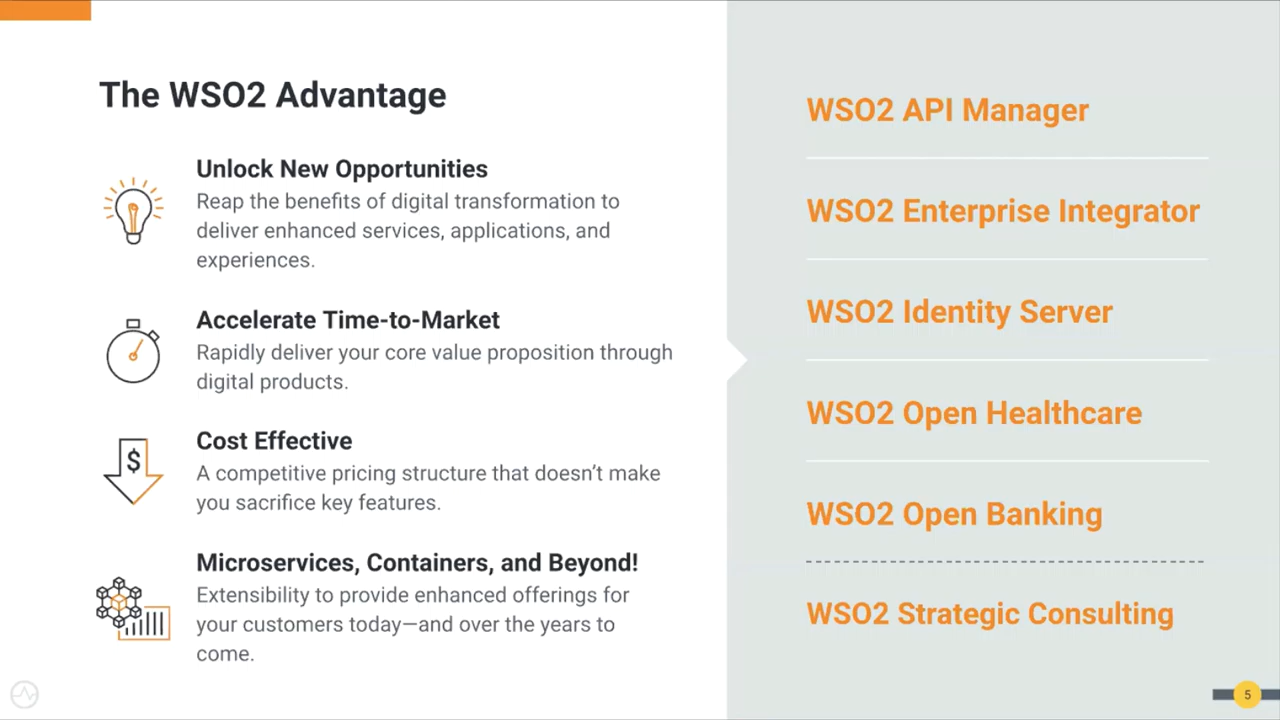 The WSO2 Advantage
Unlock New Opportunities
Reap the benefits of digital transformation to
deliver enhanced services, applications, and
experiences.
Accelerate Time-to-Market
Rapidly deliver your core value proposition through
digital products.
$
Cost Effective
A competitive pricing structure that doesn’t make
you sacrifice key features.
Microservices, Containers, and Beyond!
Extensibility to provide enhanced offerings for
your customers today—and over the years to
come.
WSO2 API Manager
WSO2 Enterprise Integrator
WSO2 Identity Server
WSO2 Open Healthcare
WSO2 Open Banking
WSO2 Strategic Consulting
5